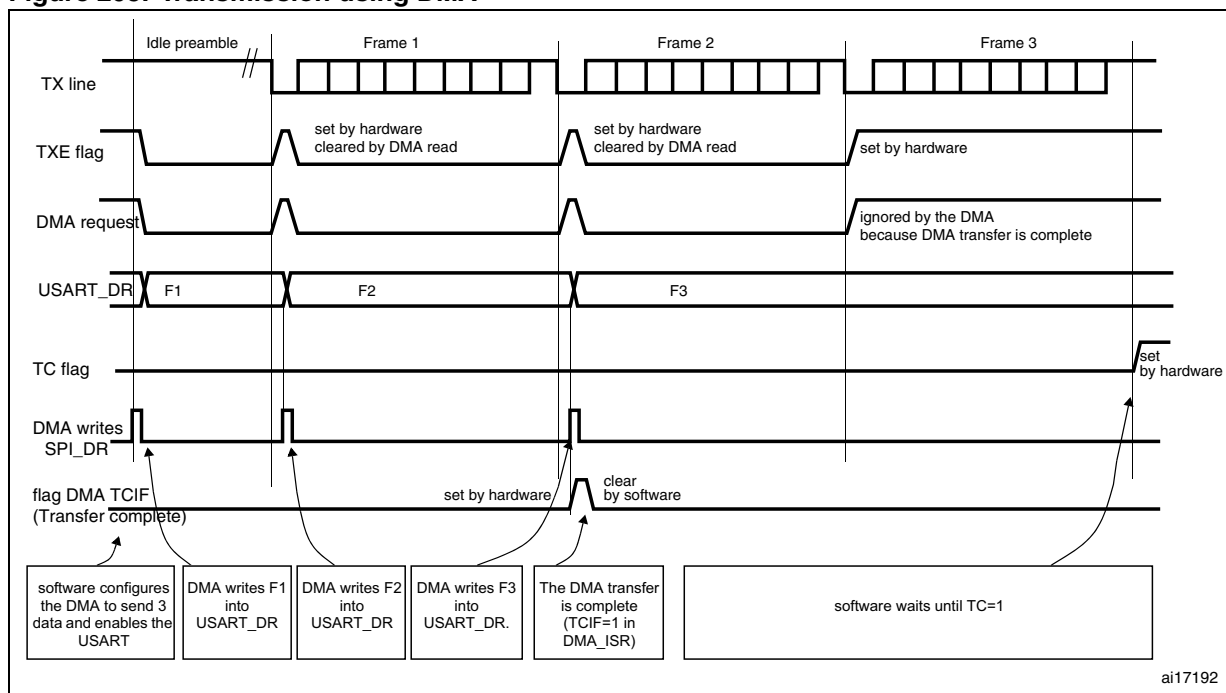 Idle preamble
Frame 1
Frame 2
Frame 3
TX line
TXE flag
set by hardware
cleared by DMA read
set by hardware
cleared by DMA read
set by hardware
DMA request
ignored by the DMA
because DMA transfer is complete
USART_DR
F1
F2
F3
TC flag
set
by hardware
DMA writes
SPI_DR
flag DMA TCIF
(Transfer complete)
set by hardware
clear
by software
software configures
the DMA to send 3
data and enables the
USART
DMA writes F1
into
USART_DR
DMA writes F2
into
USART_DR
DMA writes F3
into
USART_DR.
The DMA transfer
is complete
(TCIF=1 in
DMA_ISR)
software waits until TC=1
ai17192